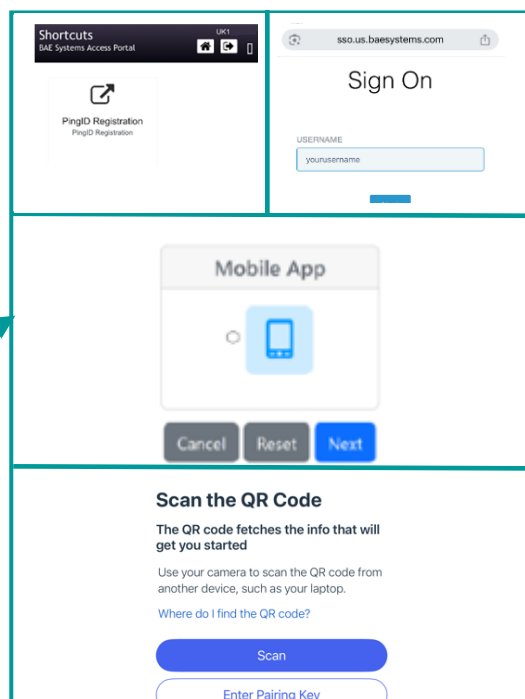 Shortcuts
BAE Systems Access Portal
UK1
PingID Registration
PingID Registration
sso.us.baesystems.com
Sign On
USERNAME
yourusername
Mobile App
Cancel
Reset
Next
Scan the QR Code
The QR code fetches the info that will
get you started
Use your camera to scan the QR code from
another device, such as your laptop.
Where do I find the QR code?
Scan
Enter Pairing Key